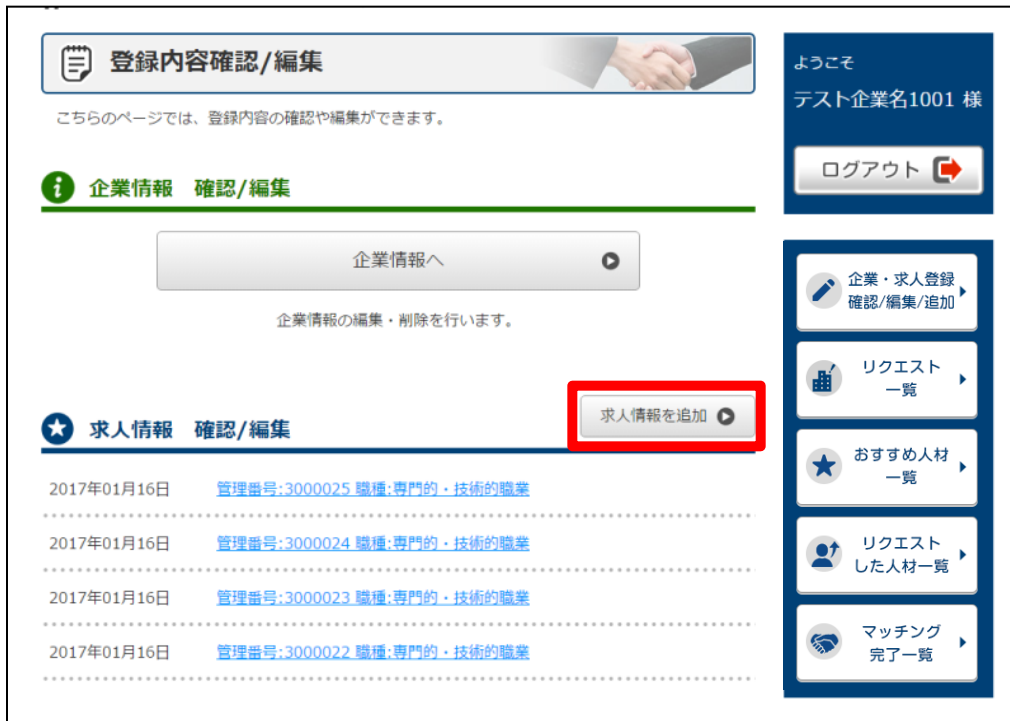 登録内容確認/編集
こちらのページでは、登録内容の確認や編集ができます。
企業情報　確認/編集
企業情報へ
企業情報の編集・削除を行います。
求人情報　確認/編集
求人情報を追加
2017年01月16日 管理番号:3000025 職種:専門的・技術的職業
2017年01月16日 管理番号:3000024 職種:専門的・技術的職業
2017年01月16日 管理番号:3000023 職種:専門的・技術的職業
2017年01月16日 管理番号:3000022 職種:専門的・技術的職業
ようこそ
テスト企業名1001 様
ログアウト
企業・求人登録
確認/編集/追加
リクエスト
一覧
おすすめ人材
一覧
リクエスト
した人材一覧
マッチング
完了一覧